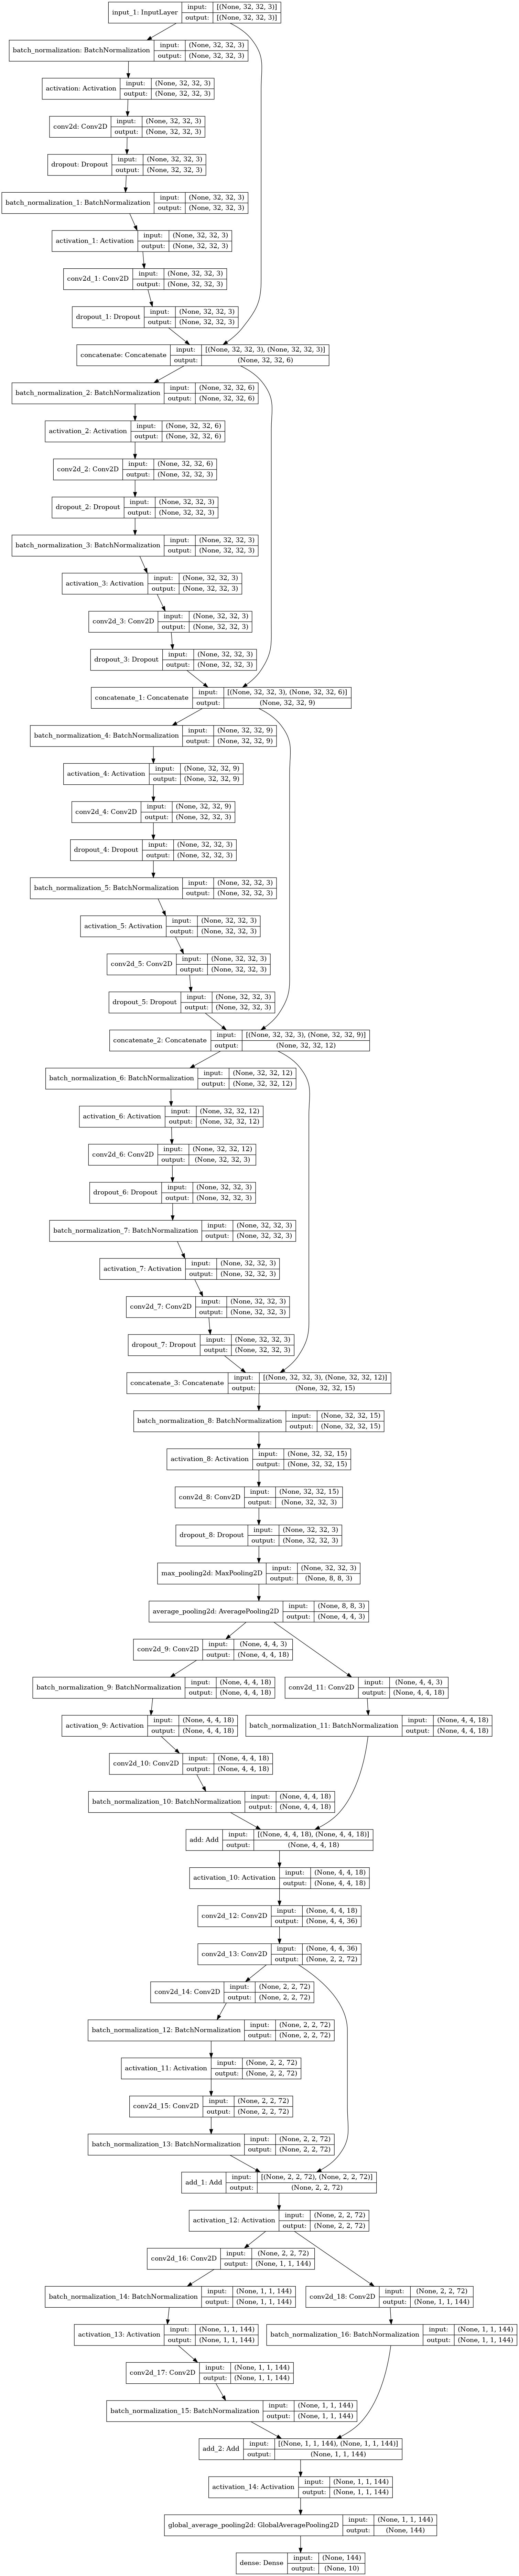 input_1: InputLayer
input: [(None, 32, 32, 3)]
output: [(None, 32, 32, 3)]
batch_normalization: BatchNormalization
input: (None, 32, 32, 3)
output: (None, 32, 32, 3)
activation: Activation
input: (None, 32, 32, 3)
output: (None, 32, 32, 3)
conv2d: Conv2D
input: (None, 32, 32, 3)
output: (None, 32, 32, 3)
dropout: Dropout
input: (None, 32, 32, 3)
output: (None, 32, 32, 3)
batch_normalization_1: BatchNormalization
input: (None, 32, 32, 3)
output: (None, 32, 32, 3)
activation_1: Activation
input: (None, 32, 32, 3)
output: (None, 32, 32, 3)
conv2d_1: Conv2D
input: (None, 32, 32, 3)
output: (None, 32, 32, 3)
dropout_1: Dropout
input: (None, 32, 32, 3)
output: (None, 32, 32, 3)
concatenate: Concatenate
input: [(None, 32, 32, 3), (None, 32, 32, 3)]
output: (None, 32, 32, 6)
batch_normalization_2: BatchNormalization
input: (None, 32, 32, 6)
output: (None, 32, 32, 6)
activation_2: Activation
input: (None, 32, 32, 6)
output: (None, 32, 32, 6)
conv2d_2: Conv2D
input: (None, 32, 32, 6)
output: (None, 32, 32, 3)
dropout_2: Dropout
input: (None, 32, 32, 3)
output: (None, 32, 32, 3)
batch_normalization_3: BatchNormalization
input: (None, 32, 32, 3)
output: (None, 32, 32, 3)
activation_3: Activation
input: (None, 32, 32, 3)
output: (None, 32, 32, 3)
conv2d_3: Conv2D
input: (None, 32, 32, 3)
output: (None, 32, 32, 3)
dropout_3: Dropout
input: (None, 32, 32, 3)
output: (None, 32, 32, 3)
concatenate_1: Concatenate
input: [(None, 32, 32, 3), (None, 32, 32, 6)]
output: (None, 32, 32, 9)
batch_normalization_4: BatchNormalization
input: (None, 32, 32, 9)
output: (None, 32, 32, 9)
activation_4: Activation
input: (None, 32, 32, 9)
output: (None, 32, 32, 9)
conv2d_4: Conv2D
input: (None, 32, 32, 9)
output: (None, 32, 32, 3)
dropout_4: Dropout
input: (None, 32, 32, 3)
output: (None, 32, 32, 3)
batch_normalization_5: BatchNormalization
input: (None, 32, 32, 3)
output: (None, 32, 32, 3)
activation_5: Activation
input: (None, 32, 32, 3)
output: (None, 32, 32, 3)
conv2d_5: Conv2D
input: (None, 32, 32, 3)
output: (None, 32, 32, 3)
dropout_5: Dropout
input: (None, 32, 32, 3)
output: (None, 32, 32, 3)
concatenate_2: Concatenate
input: [(None, 32, 32, 3), (None, 32, 32, 9)]
output: (None, 32, 32, 12)
batch_normalization_6: BatchNormalization
input: (None, 32, 32, 12)
output: (None, 32, 32, 12)
activation_6: Activation
input: (None, 32, 32, 12)
output: (None, 32, 32, 12)
conv2d_6: Conv2D
input: (None, 32, 32, 12)
output: (None, 32, 32, 3)
dropout_6: Dropout
input: (None, 32, 32, 3)
output: (None, 32, 32, 3)
batch_normalization_7: BatchNormalization
input: (None, 32, 32, 3)
output: (None, 32, 32, 3)
activation_7: Activation
input: (None, 32, 32, 3)
output: (None, 32, 32, 3)
conv2d_7: Conv2D
input: (None, 32, 32, 3)
output: (None, 32, 32, 3)
dropout_7: Dropout
input: (None, 32, 32, 3)
output: (None, 32, 32, 3)
concatenate_3: Concatenate
input: [(None, 32, 32, 3), (None, 32, 32, 12)]
output: (None, 32, 32, 15)
batch_normalization_8: BatchNormalization
input: (None, 32, 32, 15)
output: (None, 32, 32, 15)
activation_8: Activation
input: (None, 32, 32, 15)
output: (None, 32, 32, 15)
conv2d_8: Conv2D
input: (None, 32, 32, 15)
output: (None, 32, 32, 3)
dropout_8: Dropout
input: (None, 32, 32, 3)
output: (None, 32, 32, 3)
max_pooling2d: MaxPooling2D
input: (None, 32, 32, 3)
output: (None, 8, 8, 3)
average_pooling2d: AveragePooling2D
input: (None, 8, 8, 3)
output: (None, 4, 4, 3)
conv2d_9: Conv2D
input: (None, 4, 4, 3)
output: (None, 4, 4, 18)
batch_normalization_9: BatchNormalization
input: (None, 4, 4, 18)
output: (None, 4, 4, 18)
conv2d_11: Conv2D
input: (None, 4, 4, 3)
output: (None, 4, 4, 18)
activation_9: Activation
input: (None, 4, 4, 18)
output: (None, 4, 4, 18)
batch_normalization_11: BatchNormalization
input: (None, 4, 4, 18)
output: (None, 4, 4, 18)
conv2d_10: Conv2D
input: (None, 4, 4, 18)
output: (None, 4, 4, 18)
batch_normalization_10: BatchNormalization
input: (None, 4, 4, 18)
output: (None, 4, 4, 18)
add: Add
input: [(None, 4, 4, 18), (None, 4, 4, 18)]
output: (None, 4, 4, 18)
activation_10: Activation
input: (None, 4, 4, 18)
output: (None, 4, 4, 18)
conv2d_12: Conv2D
input: (None, 4, 4, 18)
output: (None, 4, 4, 36)
conv2d_13: Conv2D
input: (None, 4, 4, 36)
output: (None, 2, 2, 72)
conv2d_14: Conv2D
input: (None, 2, 2, 72)
output: (None, 2, 2, 72)
batch_normalization_12: BatchNormalization
input: (None, 2, 2, 72)
output: (None, 2, 2, 72)
activation_11: Activation
input: (None, 2, 2, 72)
output: (None, 2, 2, 72)
conv2d_15: Conv2D
input: (None, 2, 2, 72)
output: (None, 2, 2, 72)
batch_normalization_13: BatchNormalization
input: (None, 2, 2, 72)
output: (None, 2, 2, 72)
add_1: Add
input: [(None, 2, 2, 72), (None, 2, 2, 72)]
output: (None, 2, 2, 72)
activation_12: Activation
input: (None, 2, 2, 72)
output: (None, 2, 2, 72)
conv2d_16: Conv2D
input: (None, 2, 2, 72)
output: (None, 1, 1, 144)
batch_normalization_14: BatchNormalization
input: (None, 1, 1, 144)
output: (None, 1, 1, 144)
conv2d_18: Conv2D
input: (None, 2, 2, 72)
output: (None, 1, 1, 144)
activation_13: Activation
input: (None, 1, 1, 144)
output: (None, 1, 1, 144)
batch_normalization_16: BatchNormalization
input: (None, 1, 1, 144)
output: (None, 1, 1, 144)
conv2d_17: Conv2D
input: (None, 1, 1, 144)
output: (None, 1, 1, 144)
batch_normalization_15: BatchNormalization
input: (None, 1, 1, 144)
output: (None, 1, 1, 144)
add_2: Add
input: [(None, 1, 1, 144), (None, 1, 1, 144)]
output: (None, 1, 1, 144)
activation_14: Activation
input: (None, 1, 1, 144)
output: (None, 1, 1, 144)
global_average_pooling2d: GlobalAveragePooling2D
input: (None, 1, 1, 144)
output: (None, 144)
dense: Dense
input: (None, 144)
output: (None, 10)